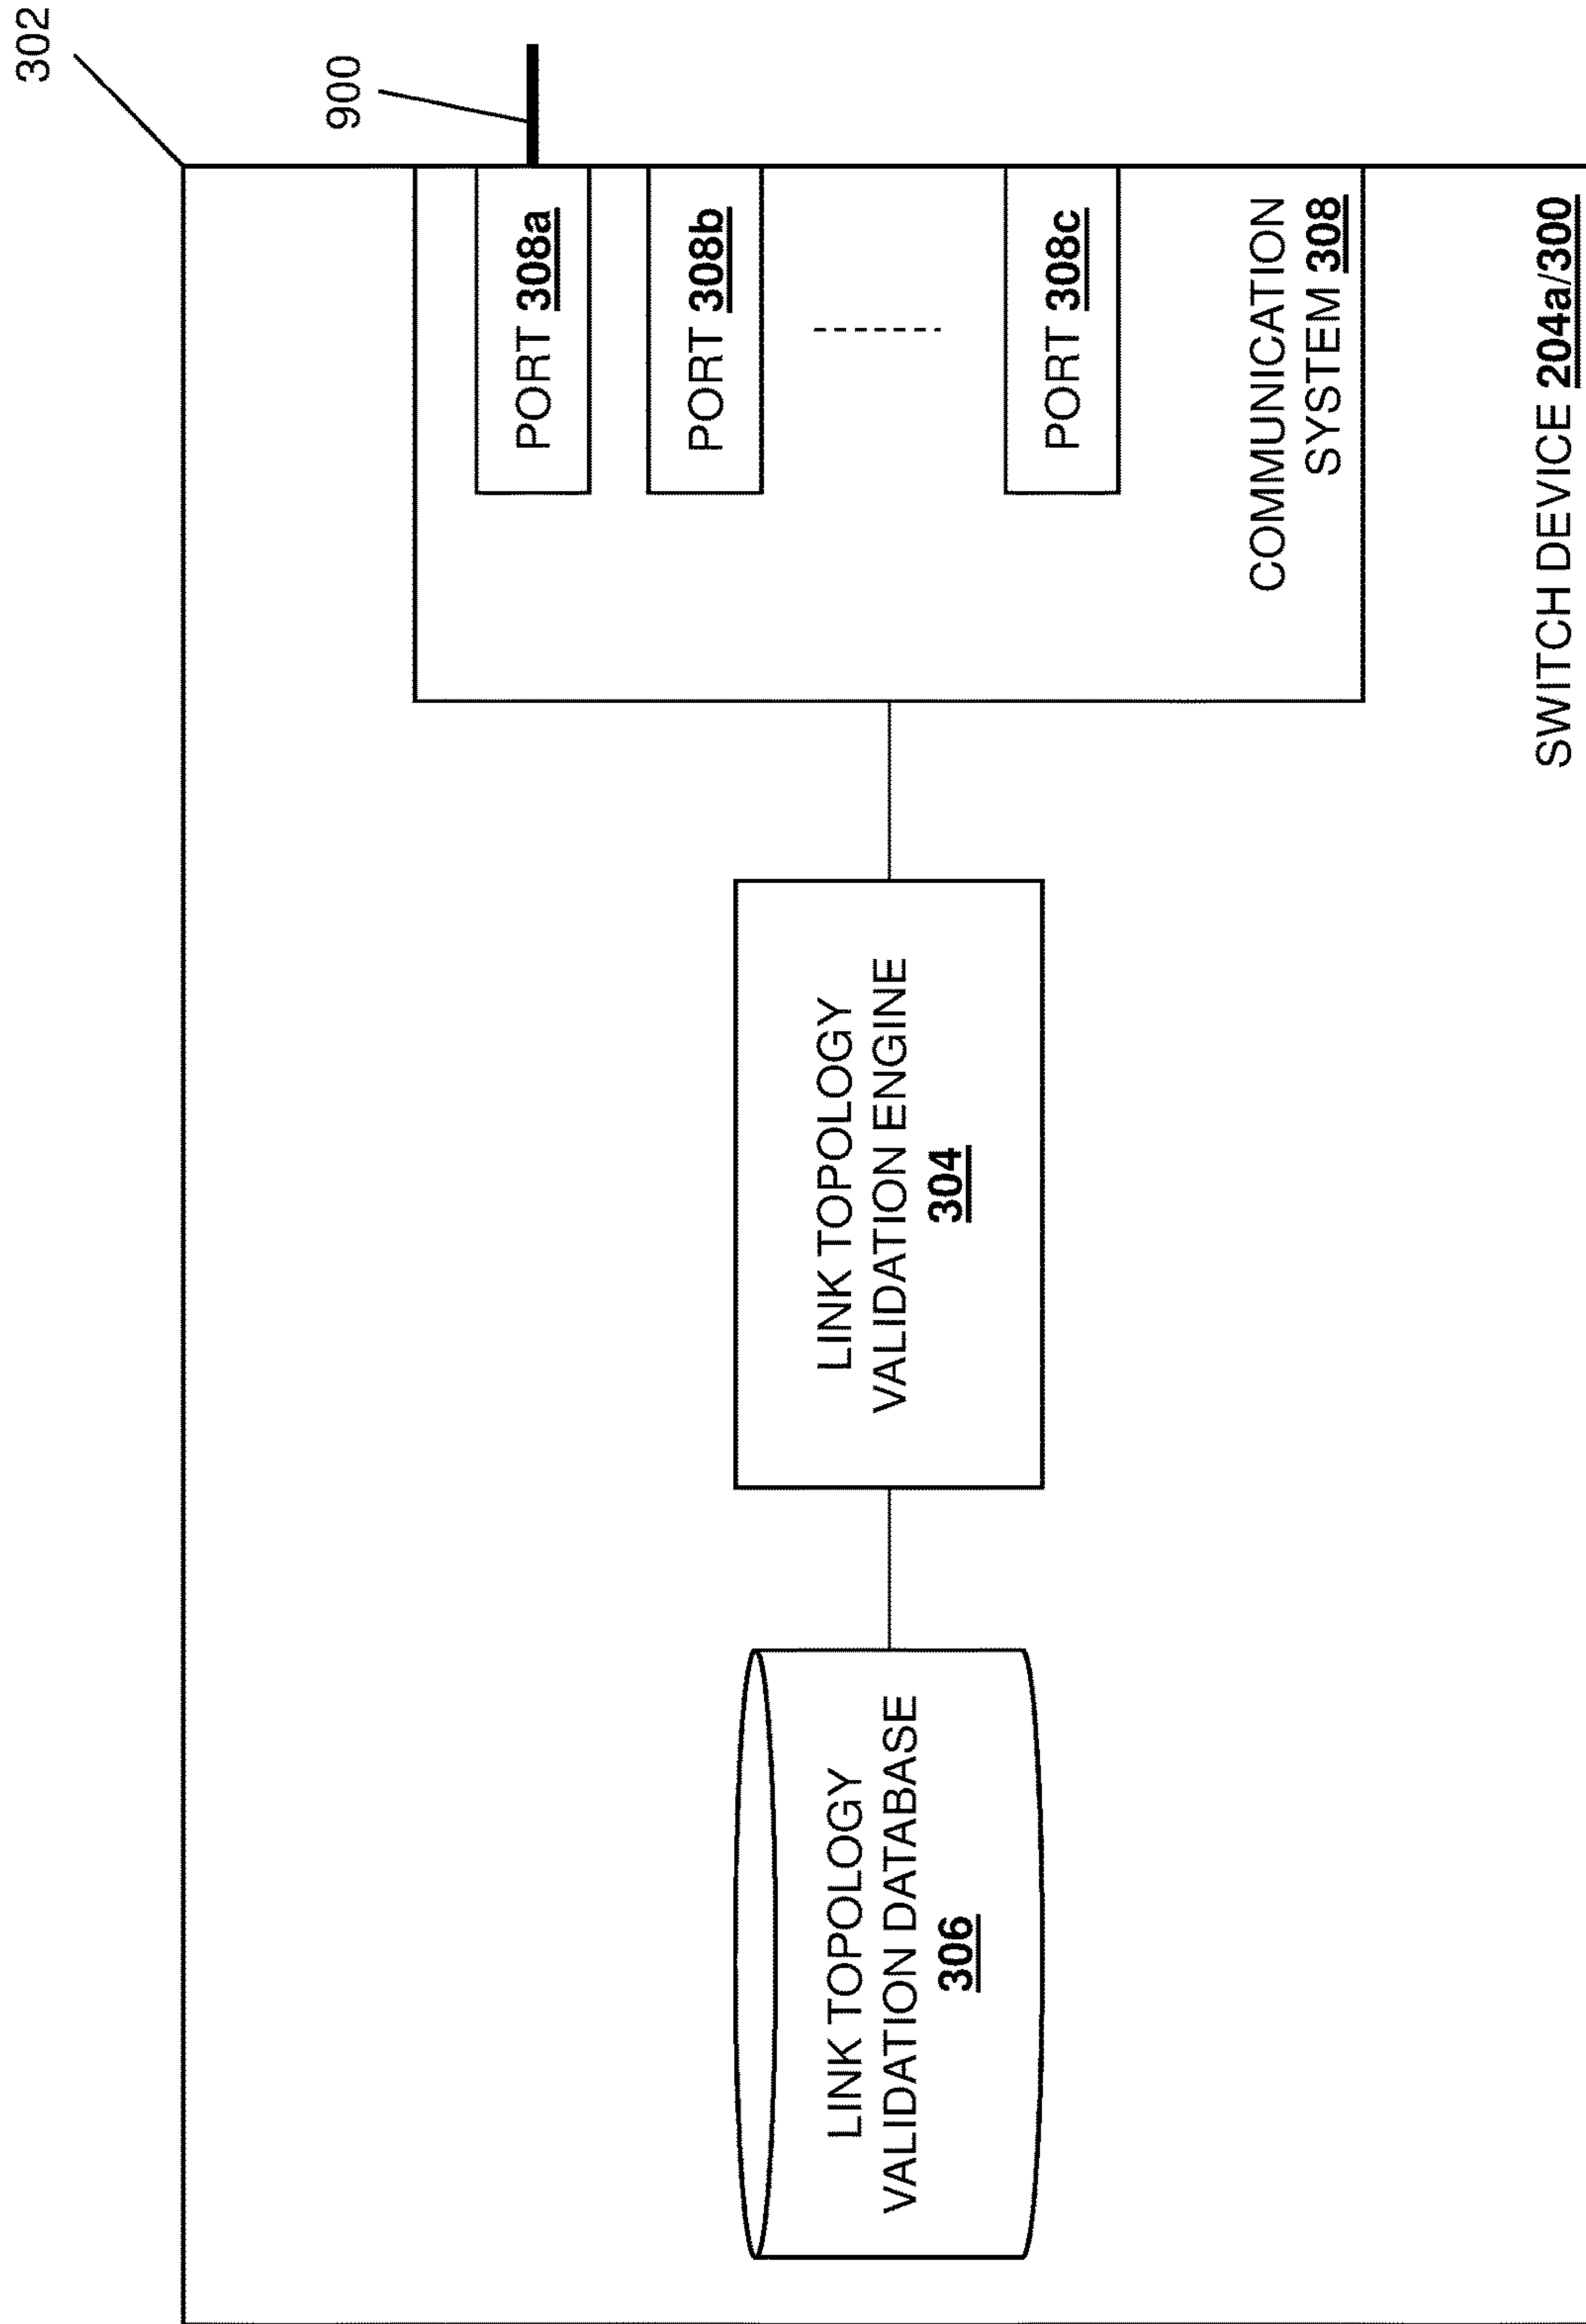 302
900
PORT 308a
PORT 308b
PORT 308c
COMMUNICATION
SYSTEM 308
LINK TOPOLOGY
VALIDATION ENGINE
304
LINK TOPOLOGY
VALIDATION DATABASE
306
SWITCH DEVICE 204a/300